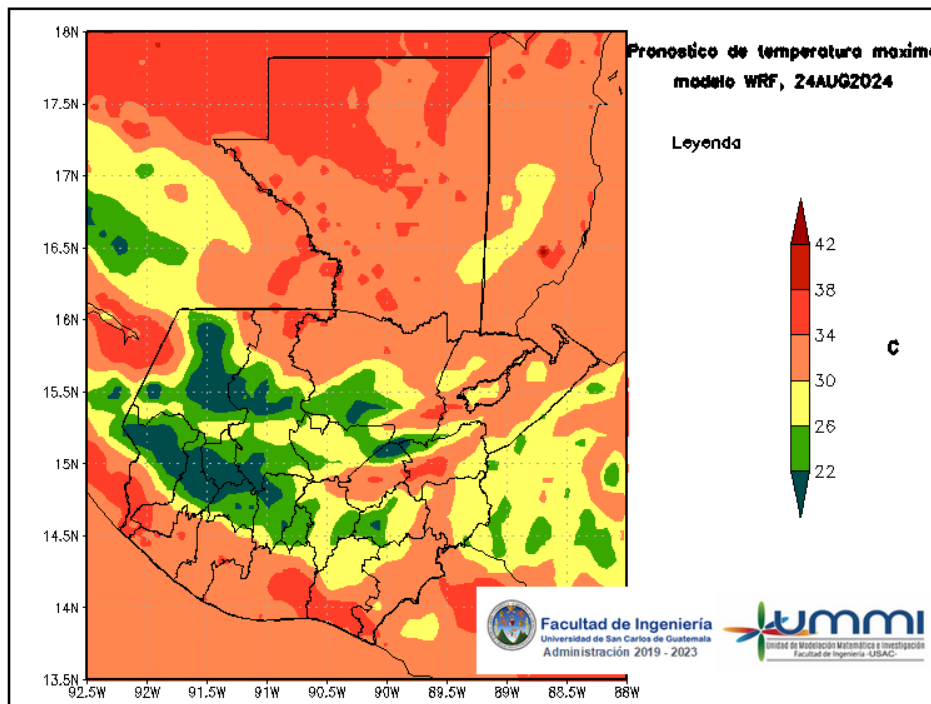 Pronostico de temperatura maxima
modelo WRF, 24AUG2024
Leyenda
18N
17.5N
17N
16.5N
16N
15.5N
15N
14.5N
14N
13.5N
92.5W
92W
91.5W
91W
90.5W
90W
89.5W
89W
88.5W
88W
42
38
34
30
26
22
C
Facultad de Ingeniería
Universidad de San Carlos de Guatemala
Administración 2019 - 2023
ummi
Unidad de Modelación Matemática e Investigación
Facultad de Ingeniería -USAC-